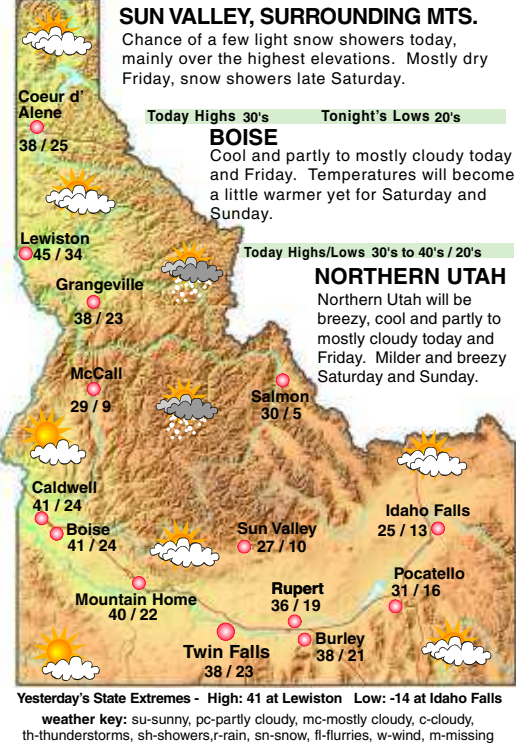 SUN VALLEY, SURROUNDING MTS.
Chance of a few light snow showers today,
mainly over the highest elevations.  Mostly dry
Friday, snow showers late Saturday.
Today Highs 30's    Tonight's Lows 20's
BOISE
Cool and partly to mostly cloudy today
and Friday.  Temperatures will become
a little warmer yet for Saturday and
Sunday.
Today Highs/Lows 30's to 40's / 20's
NORTHERN UTAH
Northern Utah will be
breezy, cool and partly to
mostly cloudy today and
Friday.  Milder and breezy
Saturday and Sunday.
Coeur d'
Alene
38 / 25
Lewiston
45 / 34
Grangeville
38 / 23
McCall
29 / 9
Salmon
30 / 5
Caldwell
41 / 24
Boise
41 / 24
Sun Valley
27 / 10
Idaho Falls
25 / 13
Pocatello
31 / 16
Mountain Home
40 / 22
Rupert
36 / 19
Twin Falls
38 / 23
Burley
38 / 21
Yesterday's State Extremes -  High: 41 at Lewiston   Low: -14 at Idaho Falls
weather key: su-sunny, pc-partly cloudy, mc-mostly cloudy, c-cloudy,
th-thunderstorms, sh-showers,r-rain, sn-snow, fl-flurries, w-wind, m-missing